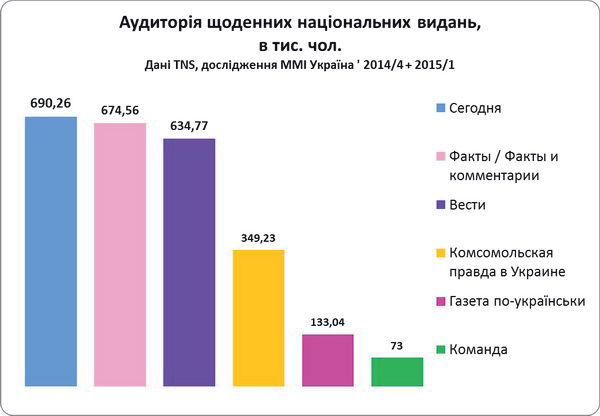 Аудиторія щоденних національних видань,
в тис. чол.
Дані TNS, дослідження MMI Україна ' 2014/4 + 2015/1
690,26
674,56
634,77
349,23
133,04
73
Сегодня
Факты / Факты и
комментарии
Вести
Комсомольская
правда в Украине
Газета по-українськи
Команда